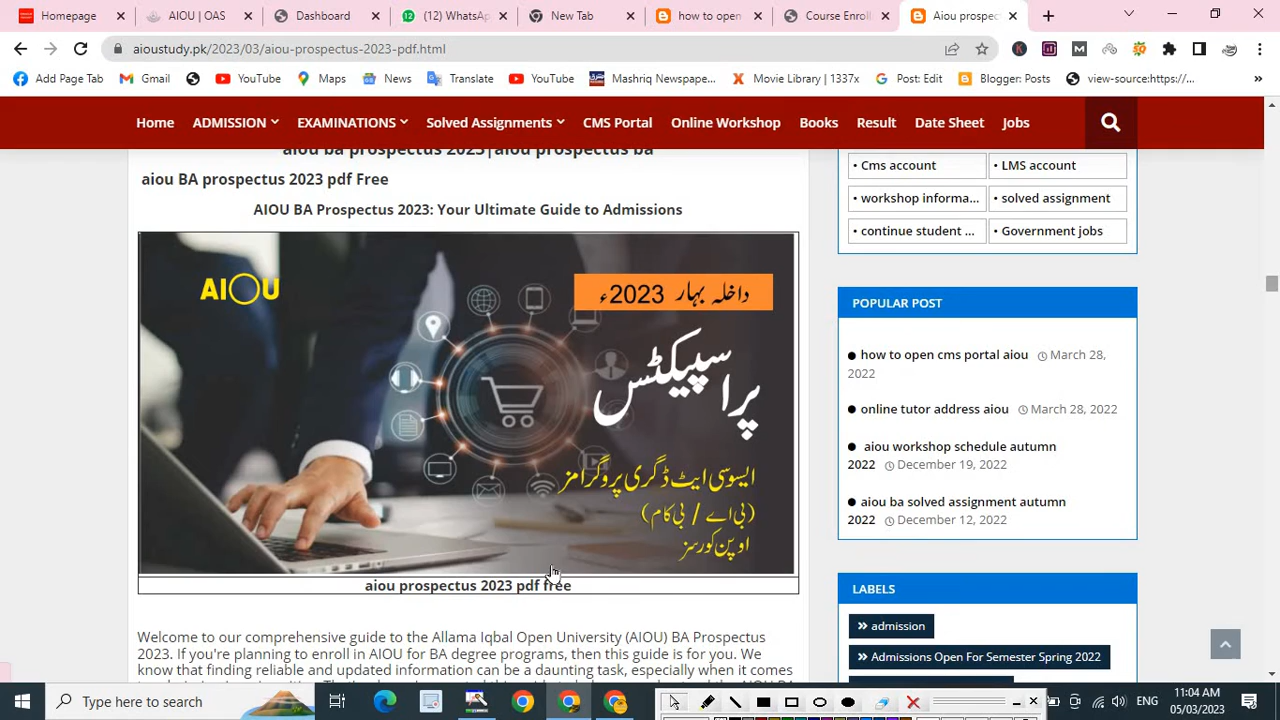 Homepage
AIOU | OAS
Dashboard
(12) WhatsA
New Tab
how to open
Course Enrol
Aiou prospec
aioustudy.pk/2023/03/aiou-prospectus-2023-pdf.html
Add Page Tab
Gmail
YouTube
Maps
News
Translate
YouTube
Mashriq Newspape...
Movie Library | 1337x
Post: Edit
Blogger: Posts
view-source:https://...
Home ADMISSION EXAMINATIONS Solved Assignments CMS Portal Online Workshop Books Result Date Sheet Jobs
aiou ba prospectus 2023|aiou prospectus ba
aiou BA prospectus 2023 pdf Free
AIOU BA Prospectus 2023: Your Ultimate Guide to Admissions
AIOU
داخلہ بہار 2023ء
پراسپیکٹس
ایسوسی ایٹ ڈگری پروگرامز
(بی اے / بی کام)
اوپن کورسز
aiou prospectus 2023 pdf free
Welcome to our comprehensive guide to the Allama Iqbal Open University (AIOU) BA Prospectus
2023. If you're planning to enroll in AIOU for BA degree programs, then this guide is for you. We
know that finding reliable and updated information can be a daunting task, especially when it comes
• Cms account
• LMS account
• workshop informa...
• solved assignment
• continue student ...
• Government jobs
POPULAR POST
how to open cms portal aiou March 28,
2022
online tutor address aiou March 28, 2022
aiou workshop schedule autumn
2022 December 19, 2022
aiou ba solved assignment autumn
2022 December 12, 2022
LABELS
admission
Admissions Open For Semester Spring 2022
Type here to search
ENG
11:04 AM
05/03/2023